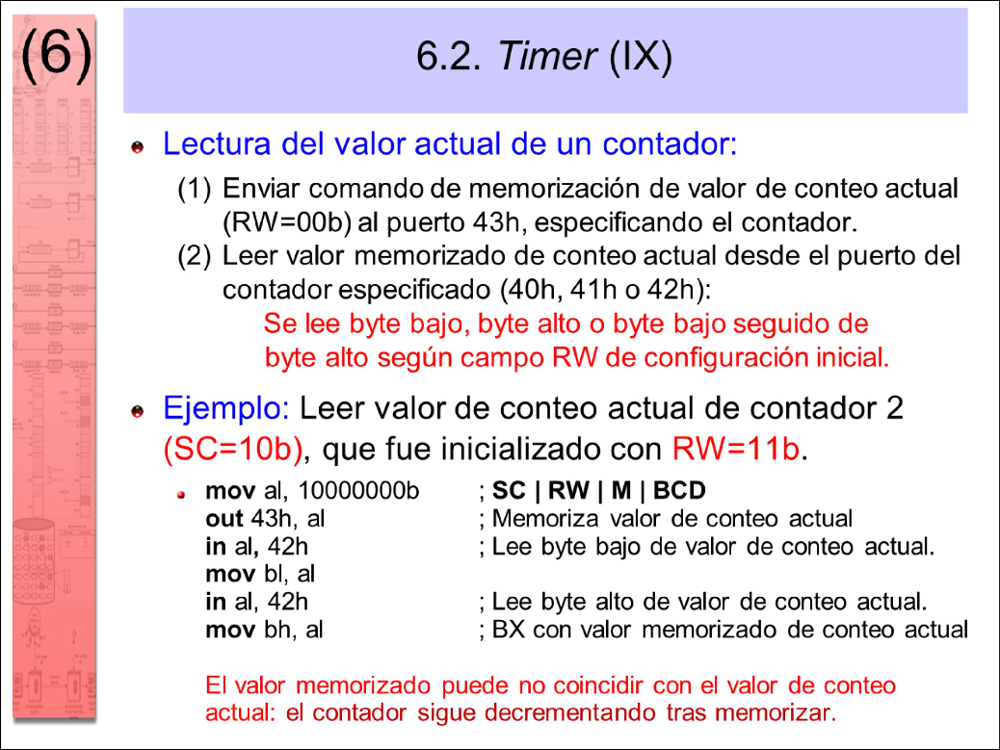 (6)
6.2. Timer (IX)
Lectura del valor actual de un contador:
(1) Enviar comando de memorización de valor de conteo actual
(RW=00b) al puerto 43h, especificando el contador.
(2) Leer valor memorizado de conteo actual desde el puerto del
contador especificado (40h, 41h o 42h):
Se lee byte bajo, byte alto o byte bajo seguido de
byte alto según campo RW de configuración inicial.
Ejemplo: Leer valor de conteo actual de contador 2
(SC=10b), que fue inicializado con RW=11b.
mov al, 10000000b ; SC | RW | M | BCD
out 43h, al ; Memoriza valor de conteo actual
in al, 42h ; Lee byte bajo de valor de conteo actual.
mov bl, al
in al, 42h ; Lee byte alto de valor de conteo actual.
mov bh, al ; BX con valor memorizado de conteo actual
El valor memorizado puede no coincidir con el valor de conteo
actual: el contador sigue decrementando tras memorizar.